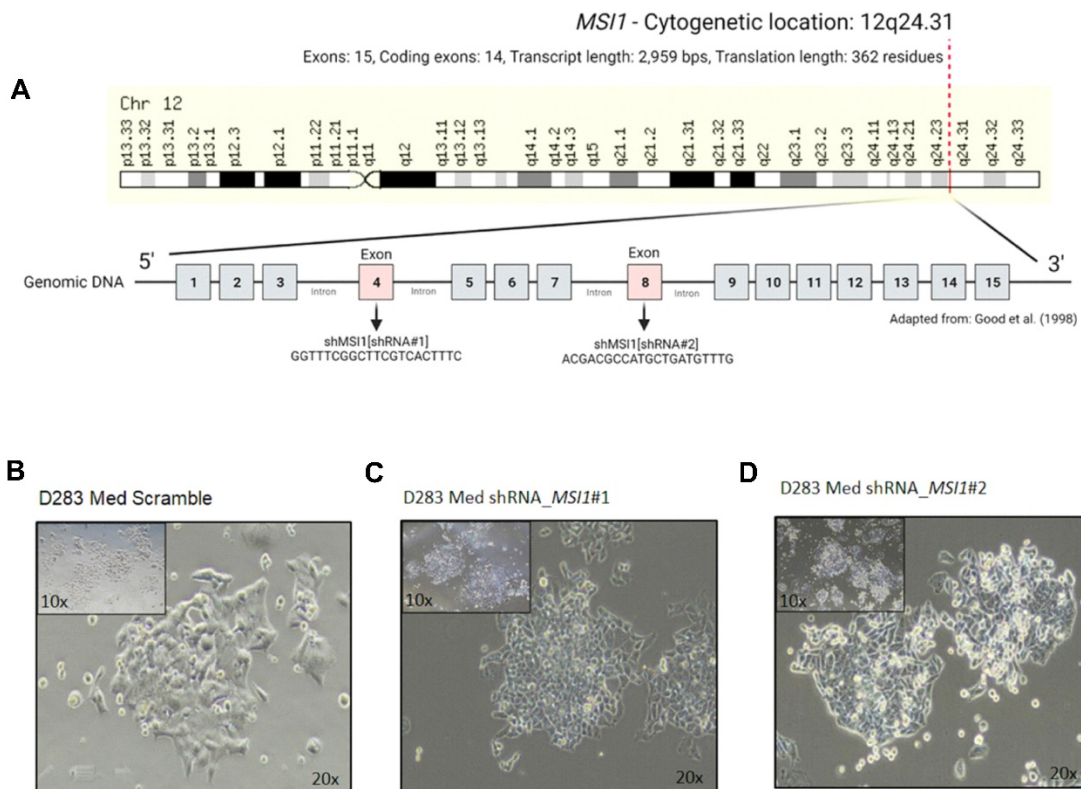 MSI1 - Cytogenetic location: 12q24.31
Exons: 15, Coding exons: 14, Transcript length: 2,959 bps, Translation length: 362 residues
A
Chr 12
p13.33 p13.32 p13.31 p13.2 p13.1 p12.3 p12.1 p11.22 p11.21 p11.1 q11 q12 q13.11 q13.12 q13.13 q14.1 q14.2 q14.3 q15 q21.1 q21.2 q21.31 q21.32 q21.33 q22 q23.1 q23.2 q23.3 q24.11 q24.13 q24.21 q24.23 q24.31 q24.32 q24.33
5' 3'
Exon Exon
Genomic DNA 1 2 3 Intron 4 Intron 5 6 7 Intron 8 Intron 9 10 11 12 13 14 15
Adapted from: Good et al. (1998)
shMSI1[shRNA#1] shMSI1[shRNA#2]
GGTTTCGGCTTCGTCACTTTC ACGACGCCATGCTGATGTTTG
B
D283 Med Scramble
10x
20x
C
D283 Med shRNA_MSI1#1
10x
20x
D
D283 Med shRNA_MSI1#2
10x
20x